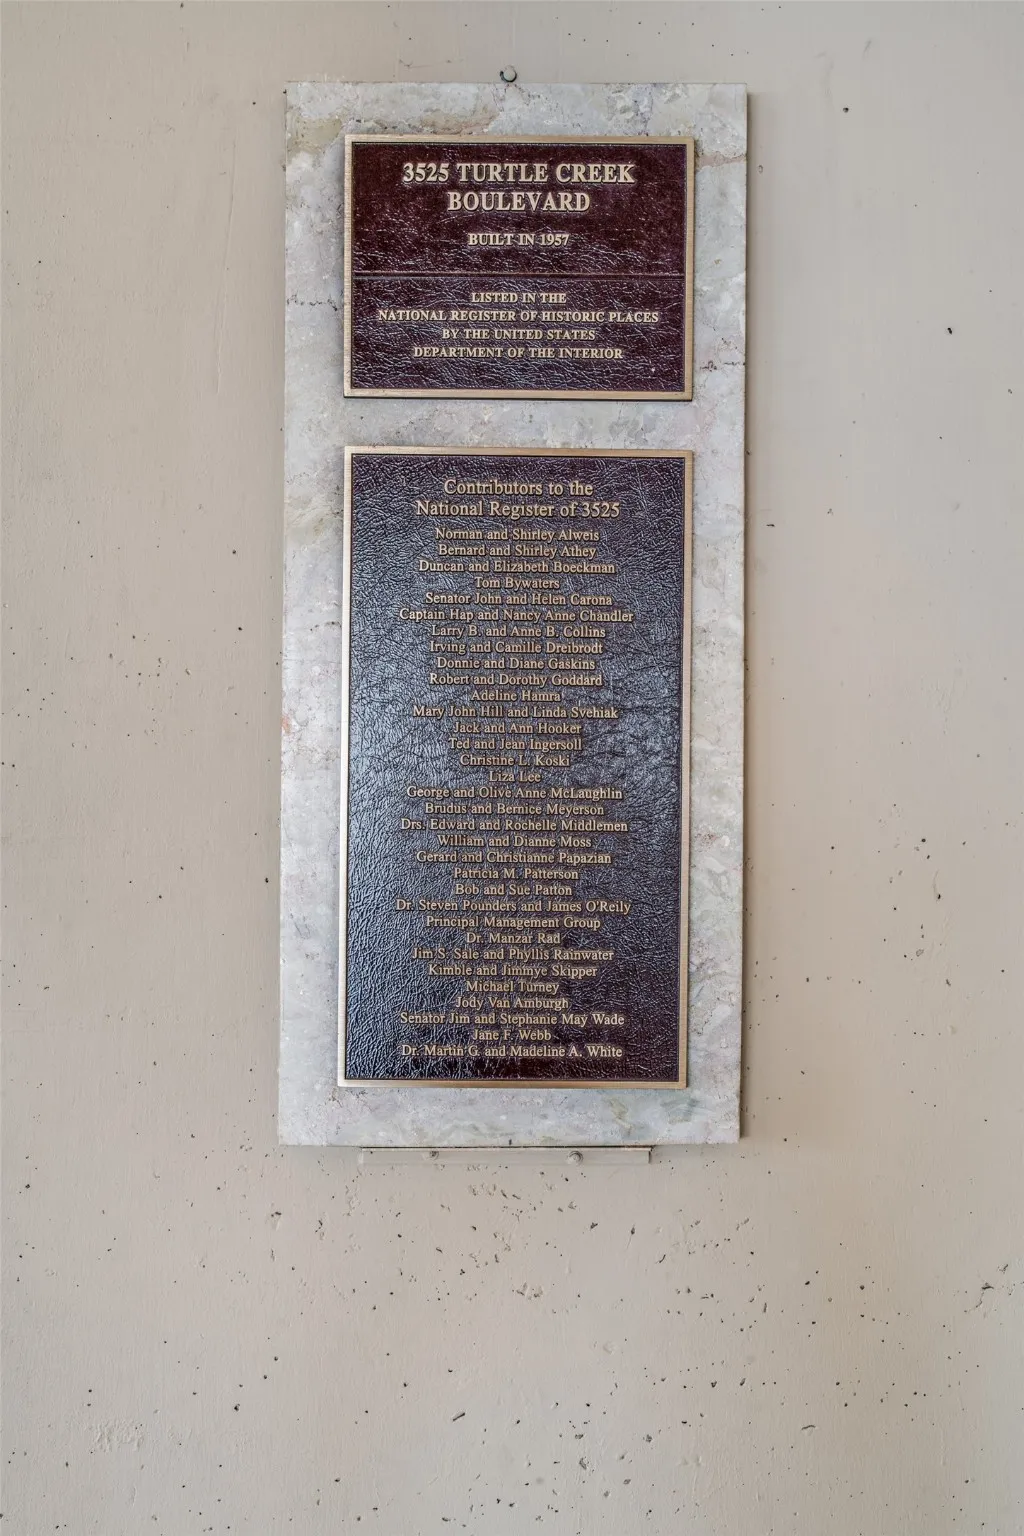 3525 TURTLE CREEK
BOULEVARD
BUILT IN 1957
LISTED IN THE
NATIONAL REGISTER OF HISTORIC PLACES
BY THE UNITED STATES
DEPARTMENT OF THE INTERIOR
Contributors to the
National Register of 3525
Norman and Shirley Alweis
Bernard and Shirley Athey
Duncan and Elizabeth Boeckman
Tom Bywaters
Senator John and Helen Carona
Captain Hap and Nancy Anne Chandler
Larry B. and Anne B. Collins
Irving and Camille Dreibrodt
Donnie and Diane Gaskins
Robert and Dorothy Goddard
Adeline Hamra
Mary John Hill and Linda Svehlak
Jack and Ann Hooker
Ted and Jean Ingersoll
Christine L. Koski
Liza Lee
George and Olive Anne McLaughlin
Brudus and Bernice Meyerson
Drs. Edward and Rochelle Middlemen
William and Dianne Moss
Gerard and Christianne Papazian
Patricia M. Patterson
Bob and Sue Patton
Dr. Steven Pounders and James O'Reily
Principal Management Group
Dr. Manzar Rad
Jim S. Sale and Phyllis Rainwater
Kimble and Jimmye Skipper
Michael Turney
Jody Van Amburgh
Senator Jim and Stephanie May Wade
Jane F. Webb
Dr. Martin G. and Madeline A. White